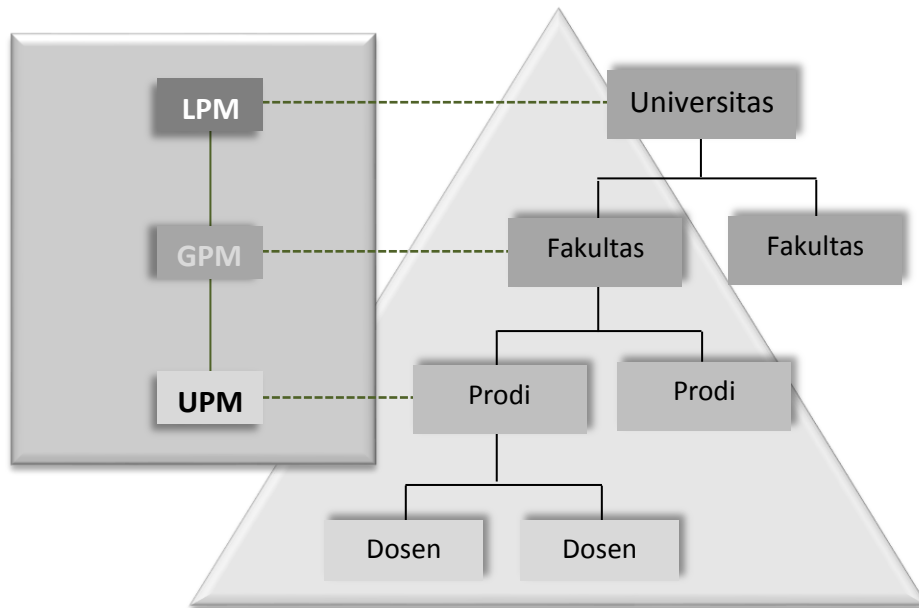 LPM
Universitas
GPM
Fakultas
Fakultas
UPM
Prodi
Prodi
Dosen
Dosen